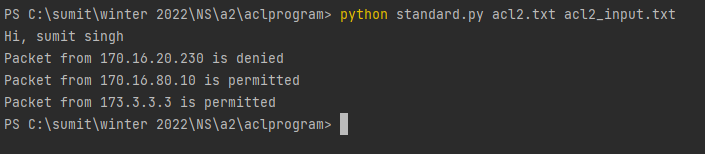 PS C:\sumit\winter 2022\NS\a2\aclprogram> python standard.py acl2.txt acl2_input.txt
Hi, sumit singh
Packet from 170.16.20.230 is denied
Packet from 170.16.80.10 is permitted
Packet from 173.3.3.3 is permitted
PS C:\sumit\winter 2022\NS\a2\aclprogram>